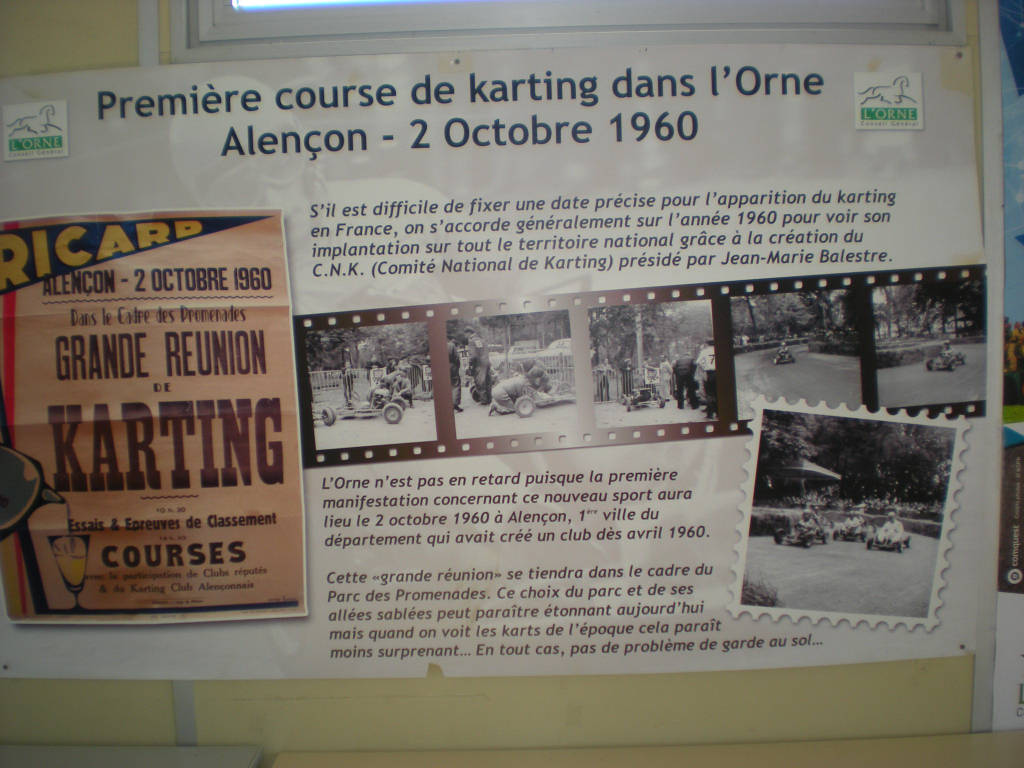 Première course de karting dans l'Orne
Alençon - 2 Octobre 1960
L'ORNE
Conseil Général
L'ORNE
Conseil Général
S'il est difficile de fixer une date précise pour l'apparition du karting
en France, on s'accorde généralement sur l'année 1960 pour voir son
implantation sur tout le territoire national grâce à la création du
C.N.K. (Comité National de Karting) présidé par Jean-Marie Balestre.
RICARD
ALENÇON - 2 OCTOBRE 1960
Dans le Cadre des Promenades
GRANDE REUNION
DE
KARTING
Essais & Epreuves de Classement
COURSES
avec la participation de Clubs réputés
& du Karting Club Alençonnais
7
L'Orne n'est pas en retard puisque la première
manifestation concernant ce nouveau sport aura
lieu le 2 octobre 1960 à Alençon, 1ère ville du
département qui avait créé un club dès avril 1960.
Cette «grande réunion» se tiendra dans le cadre du
Parc des Promenades. Ce choix du parc et de ses
allées sablées peut paraître étonnant aujourd'hui
mais quand on voit les karts de l'époque cela paraît
moins surprenant... En tout cas, pas de problème de garde au sol...
comquest